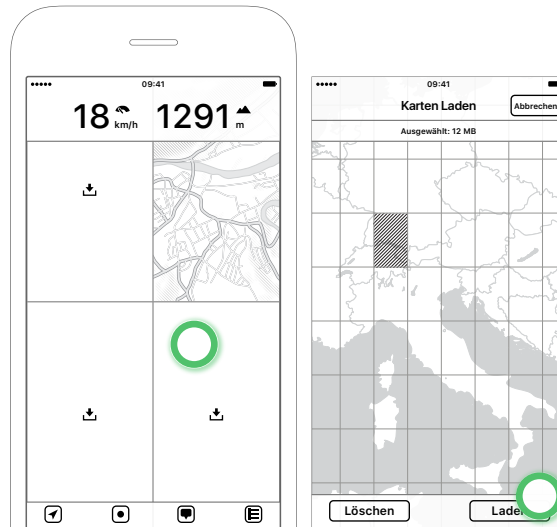 09:41
18 km/h 1291 m
09:41
Karten Laden
Abbrechen
Ausgewählt: 12 MB
Löschen
Lade